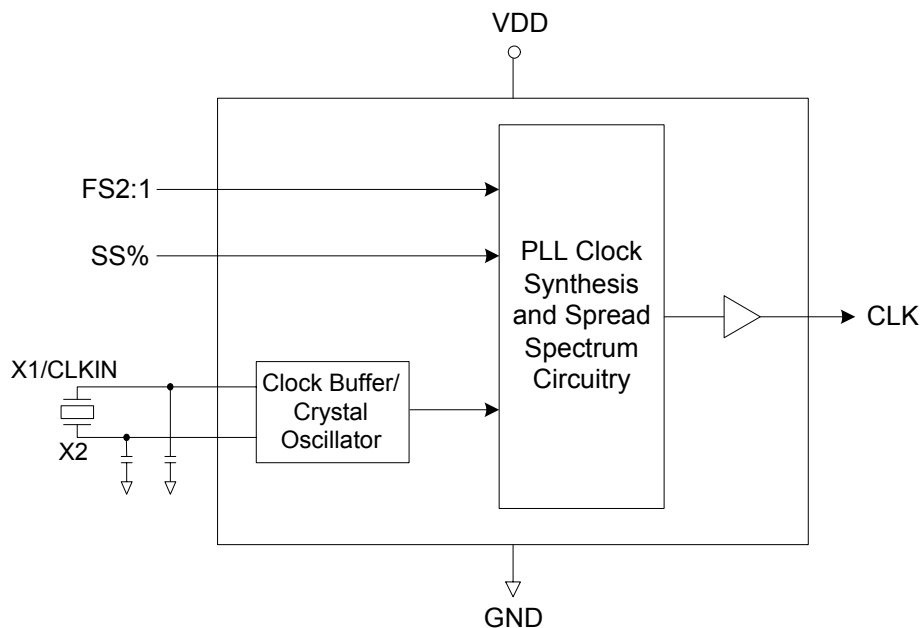 VDD
FS2:1
SS%
PLL Clock
Synthesis
and Spread
Spectrum
Circuitry
CLK
X1/CLKIN
X2
Clock Buffer/
Crystal
Oscillator
GND